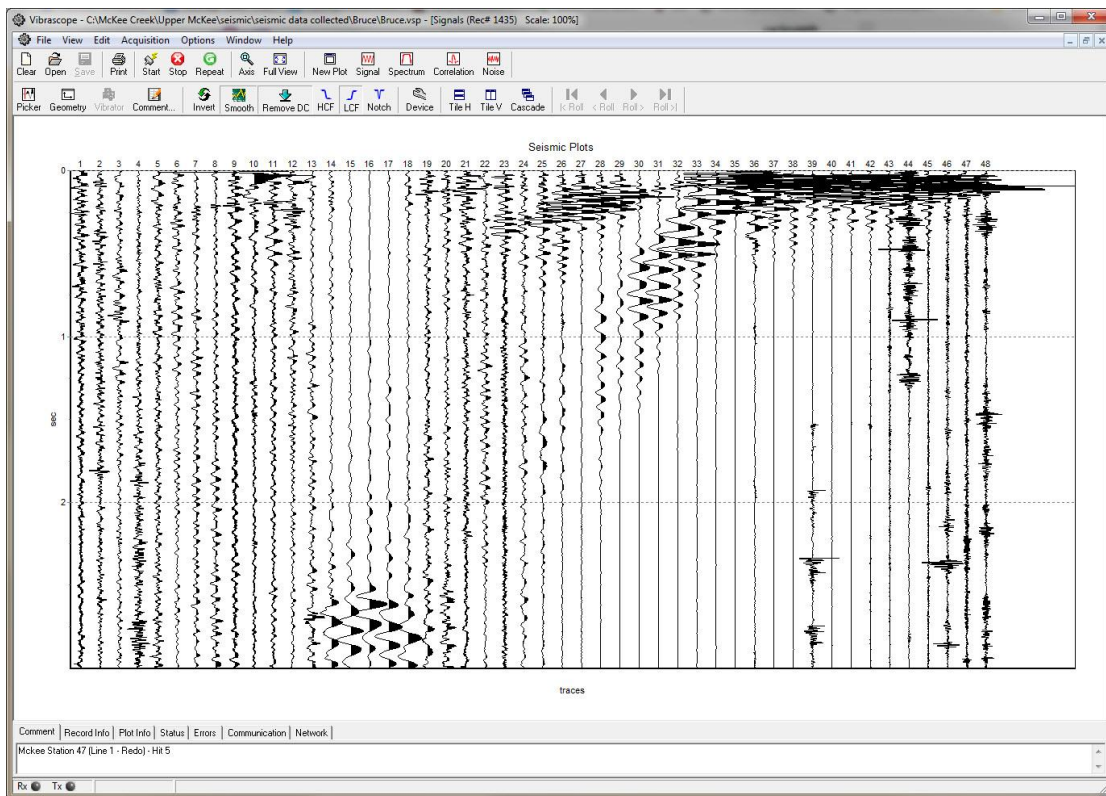 Vibrascope - C:\McKee Creek\Upper McKee\seismic\seismic data collected\Bruce\Bruce.vsp - [Signals (Rec# 1435) Scale: 100%]
File View Edit Acquisition Options Window Help
Clear Open Save Print Start Stop Repeat Axis Full View New Plot Signal Spectrum Correlation Noise
Picker Geometry Vibrator Comment... Invert Smooth Remove DC HCF LCF Notch Device Tile H Tile V Cascade |< Roll < Roll Roll > Roll >|
Seismic Plots
1 2 3 4 5 6 7 8 9 10 11 12 13 14 15 16 17 18 19 20 21 22 23 24 25 26 27 28 29 30 31 32 33 34 35 36 37 38 39 40 41 42 43 44 45 46 47 48
0
1
sec
2
traces
Comment Record Info Plot Info Status Errors Communication Network
Mckee Station 47 (Line 1 - Redo) - Hit 5
Rx Tx